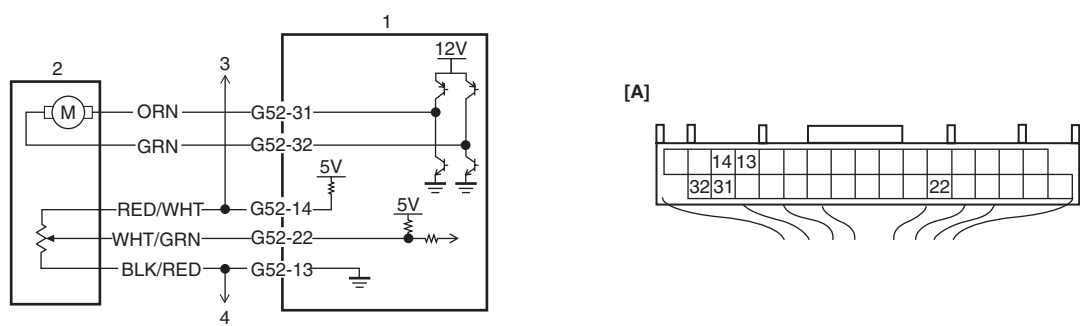 1
2
3
12V
[A]
M
ORN
G52-31
GRN
G52-32
14 13
32 31 22
5V
RED/WHT
G52-14
5V
WHT/GRN
G52-22
BLK/RED
G52-13
4